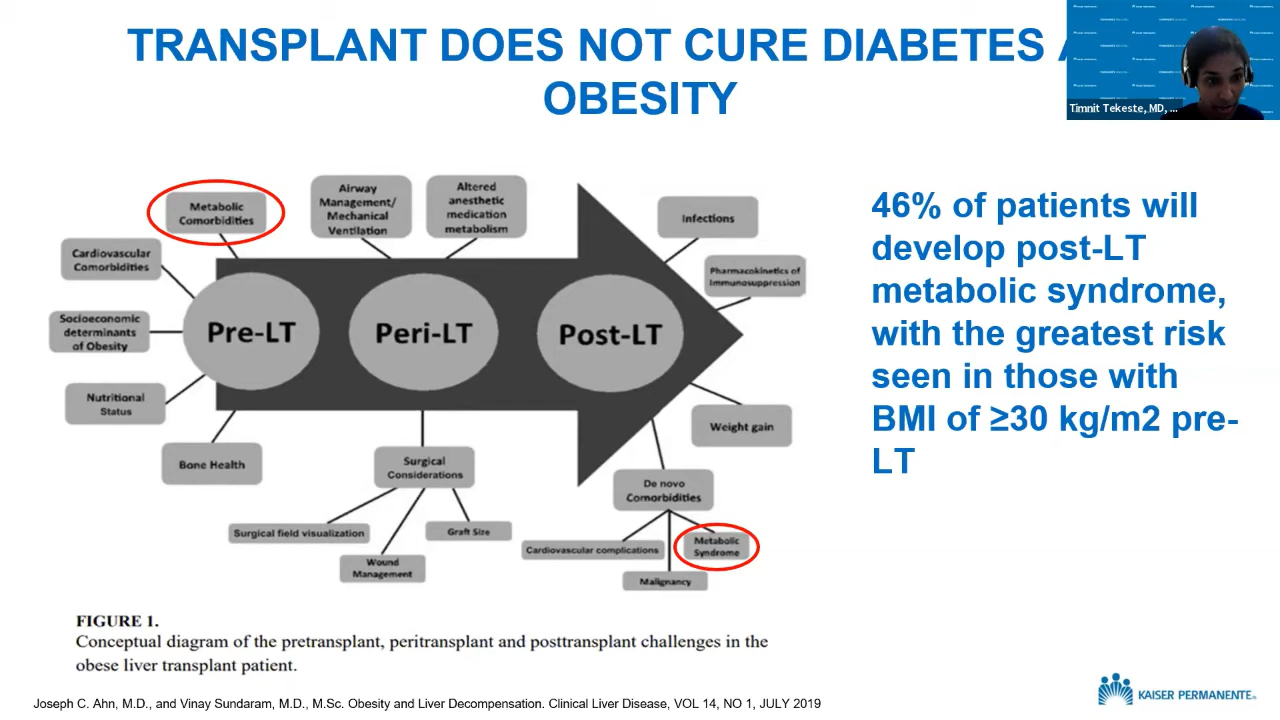 TRANSPLANT DOES NOT CURE DIABETES
OBESITY
Timnit Tekeste, MD, ...
Metabolic
Comorbidities
Airway
Management/
Mechanical
Ventilation
Altered
anesthetic
medication
metabolism
Infections
Cardiovascular
Comorbidities
Pharmacokinetics of
Immunosuppression
Socioeconomic
determinants
of Obesity
Pre-LT
Peri-LT
Post-LT
Nutritional
Status
Weight gain
Bone Health
Surgical
Considerations
De novo
Comorbidities
Surgical field visualization
Graft Size
Wound
Management
Cardiovascular complications
Metabolic
Syndrome
Malignancy
46% of patients will
develop post-LT
metabolic syndrome,
with the greatest risk
seen in those with
BMI of ≥30 kg/m2 pre-
LT
FIGURE 1.
Conceptual diagram of the pretransplant, peritransplant and posttransplant challenges in the
obese liver transplant patient.
Joseph C. Ahn, M.D., and Vinay Sundaram, M.D., M.Sc. Obesity and Liver Decompensation. Clinical Liver Disease, VOL 14, NO 1, JULY 2019
KAISER PERMANENTE